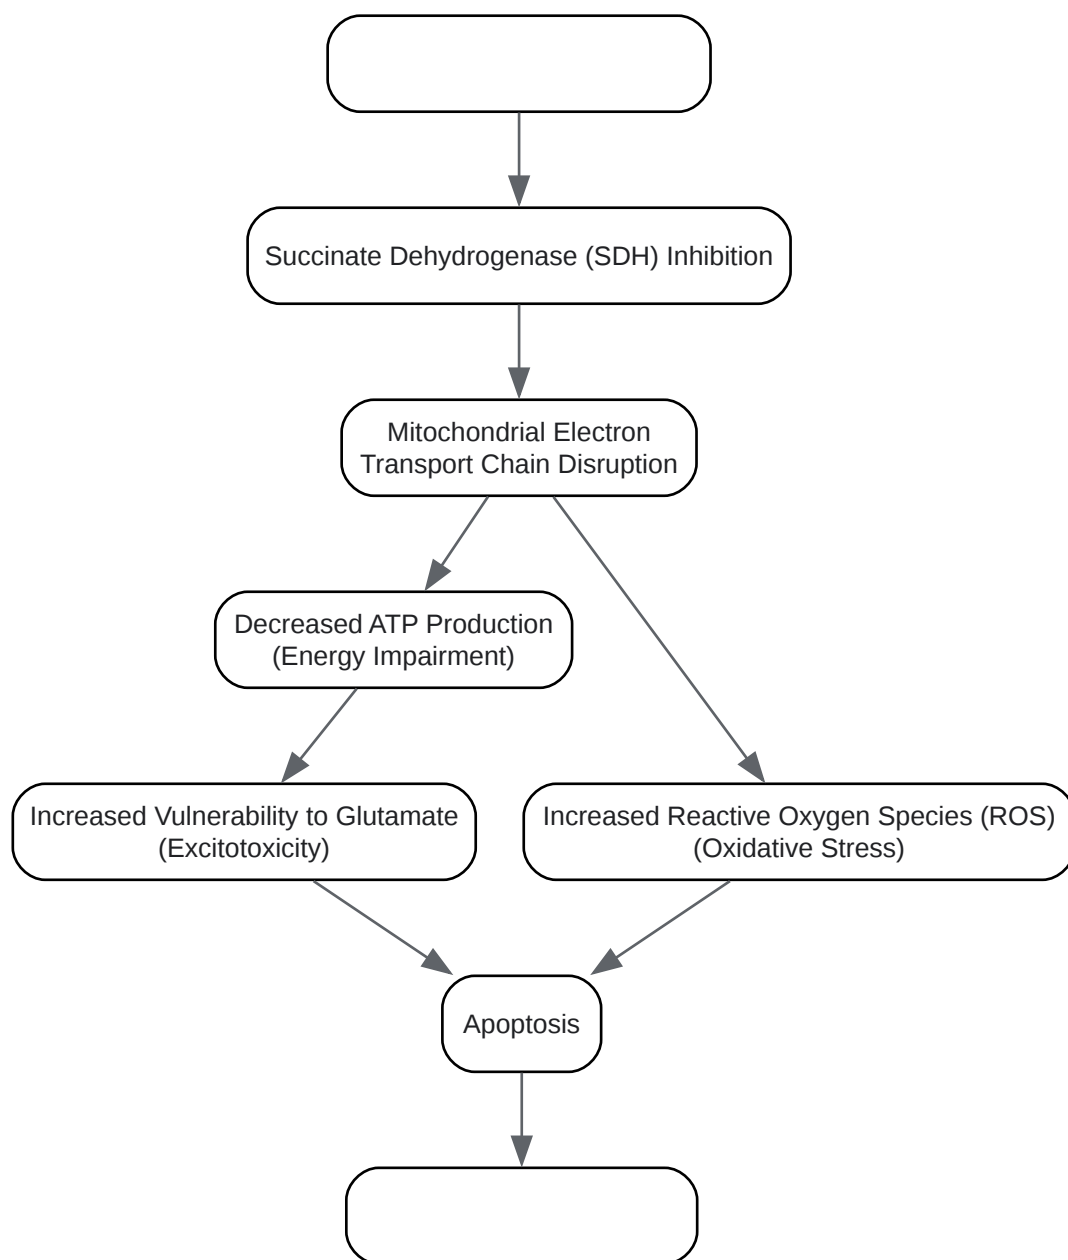 Succinate Dehydrogenase (SDH) Inhibition
Mitochondrial Electron
Transport Chain Disruption
Decreased ATP Production
(Energy Impairment)
Increased Vulnerability to Glutamate
(Excitotoxicity)
Increased Reactive Oxygen Species (ROS)
(Oxidative Stress)
Apoptosis